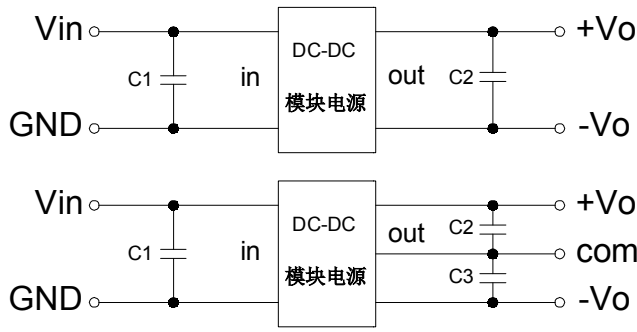 Vin
+Vo
DC-DC
C1
in
out
C2
模块电源
GND
-Vo
Vin
+Vo
DC-DC
C2
out
C1
in
com
模块电源
C3
GND
-Vo